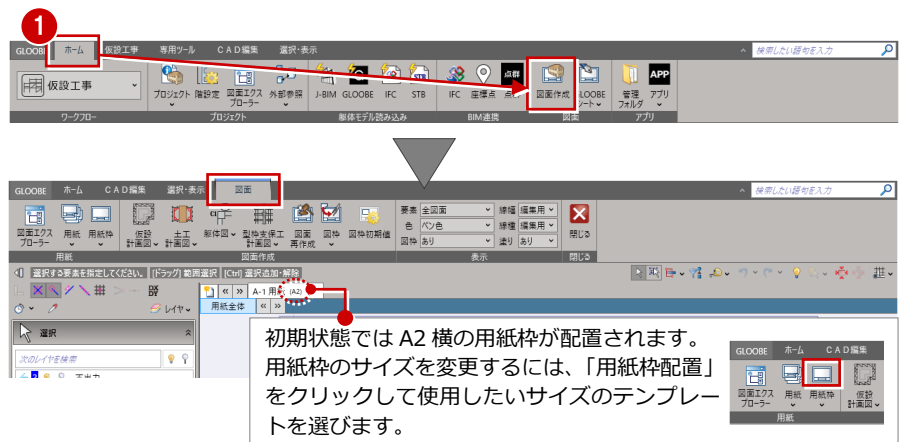 1
GLOOBE ホーム 仮設工事 専用ツール CAD編集 選択・表示 検索したい語句を入力
仮設工事
プロジェクト 階設定 図面エクスプローラー 外部参照 J-BIM GLOOBE IFC STB IFC 座標点 点群 図面作成 GLOOBE シート 管理フォルダ アプリ
点群 APP
ワークフロー プロジェクト 躯体モデル読み込み BIM連携 図面 アプリ
GLOOBE ホーム CAD編集 選択・表示 図面 検索したい語句を入力
図面エクスプローラー 用紙 用紙枠 仮設計画図 土工計画図 躯体図 型枠支保工計画図 図面再作成 図枠 図枠初期値
要素 全図面 線幅 編集用
色 ペン色 線種 編集用
図枠 あり 塗り あり
閉じる
用紙 図面作成 表示 閉じる
選択する要素を指定してください。 [ドラッグ] 範囲選択 [Ctrl] 選択追加・解除
A-1 用 (A2)
レイヤ 用紙全体
選択
次のレイヤを検索
2 下出力
初期状態では A2 横の用紙枠が配置されます。
用紙枠のサイズを変更するには、「用紙枠配置」
をクリックして使用したいサイズのテンプレー
トを選びます。
GLOOBE ホーム CAD編集
図面エクスプローラー 用紙 用紙枠 仮設計画図
用紙